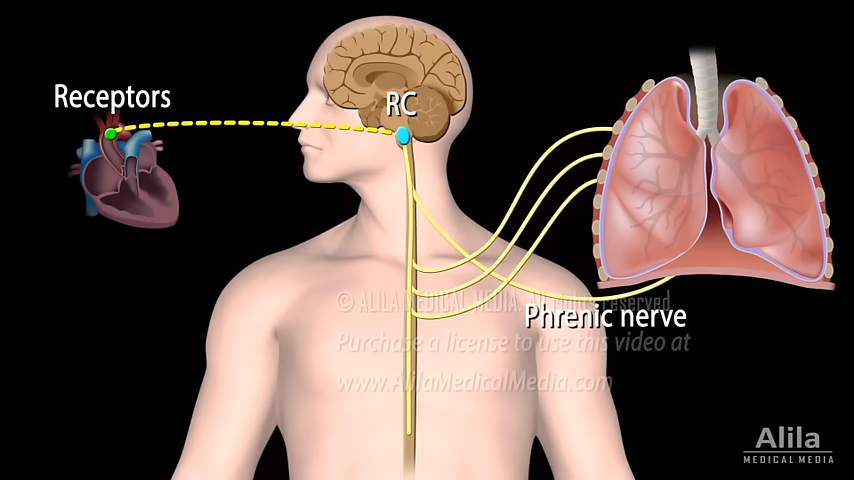 Receptors
RC
© ALILA MEDICAL MEDIA. All rights reserved.
Phrenic nerve
Purchase a license to use this video at
www.AlilaMedicalMedia.com
Alila
MEDICAL MEDIA